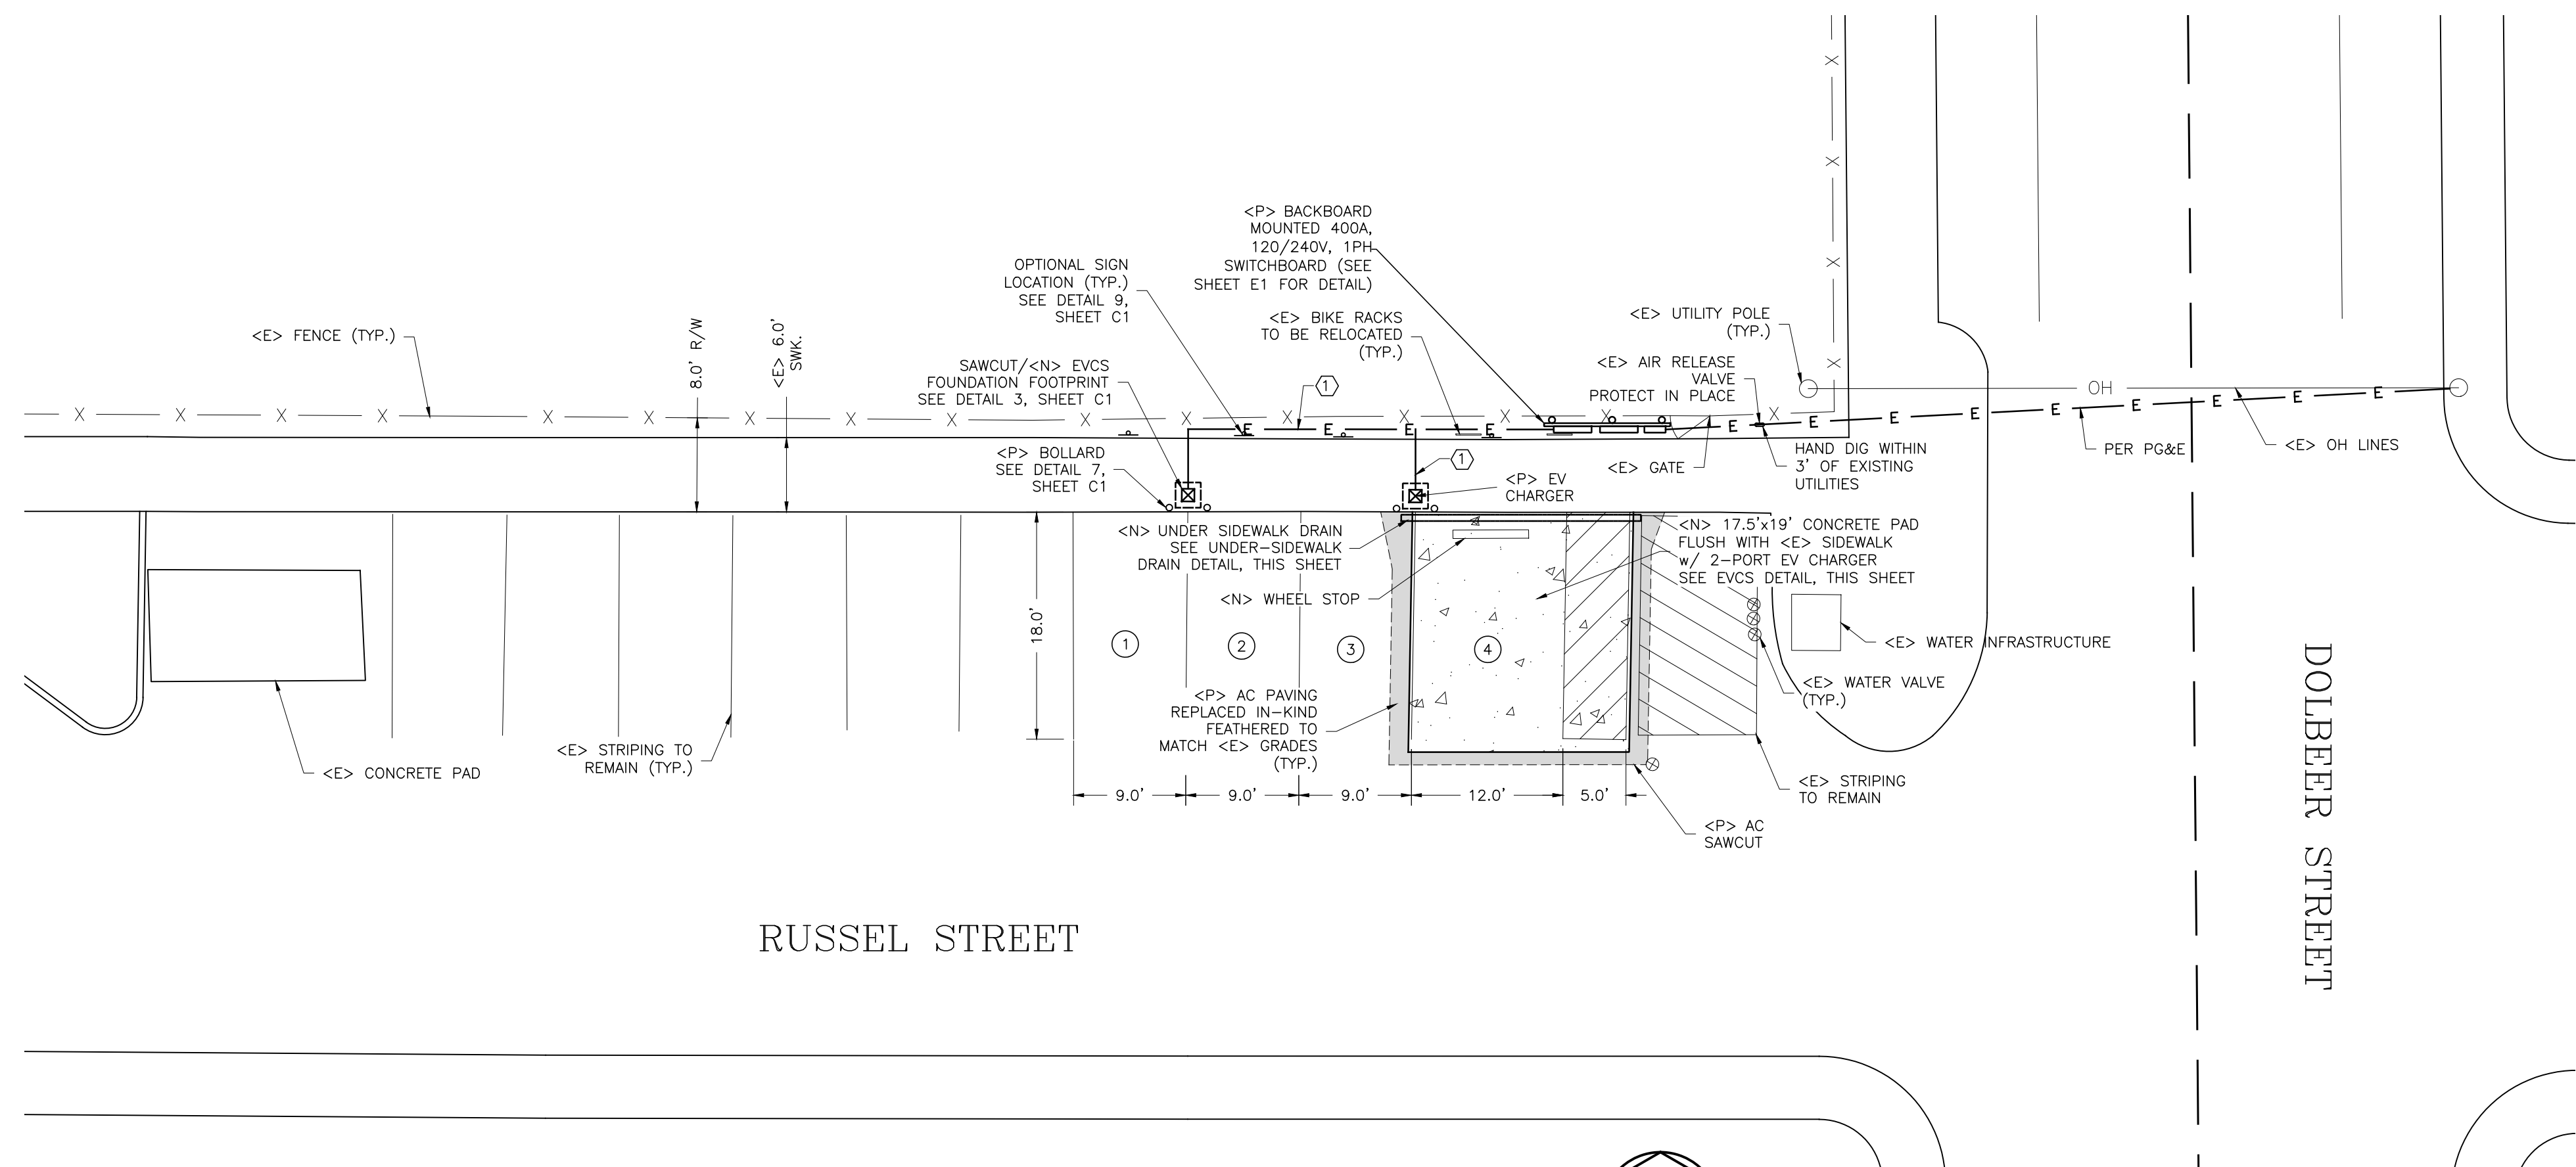 <P> BACKBOARD
MOUNTED 400A,
120/240V, 1PH
SWITCHBOARD (SEE
SHEET E1 FOR DETAIL)
OPTIONAL SIGN
LOCATION (TYP.)
SEE DETAIL 9,
SHEET C1
<E> BIKE RACKS
TO BE RELOCATED
(TYP.)
<E> UTILITY POLE
(TYP.)
<E> FENCE (TYP.)
8.0' R/W
<E> 6.0'
SWK.
SAWCUT/<N> EVCS
FOUNDATION FOOTPRINT
SEE DETAIL 3, SHEET C1
1
<E> AIR RELEASE
VALVE
PROTECT IN PLACE
OH
X X X X X X X X X X X X X X X X
X
X
X
X
E E E E E E E E E E E E E
<P> BOLLARD
SEE DETAIL 7,
SHEET C1
1
<P> EV
CHARGER
<E> GATE
HAND DIG WITHIN
3' OF EXISTING
UTILITIES
PER PG&E
<E> OH LINES
<N> UNDER SIDEWALK DRAIN
SEE UNDER-SIDEWALK
DRAIN DETAIL, THIS SHEET
<N> 17.5'x19' CONCRETE PAD
FLUSH WITH <E> SIDEWALK
w/ 2-PORT EV CHARGER
SEE EVCS DETAIL, THIS SHEET
<N> WHEEL STOP
18.0'
1
2
3
4
<E> WATER INFRASTRUCTURE
<E> WATER VALVE
(TYP.)
<P> AC PAVING
REPLACED IN-KIND
FEATHERED TO
MATCH <E> GRADES
(TYP.)
<E> STRIPING TO
REMAIN (TYP.)
<E> CONCRETE PAD
9.0'
9.0'
9.0'
12.0'
5.0'
<E> STRIPING
TO REMAIN
<P> AC
SAWCUT
RUSSEL STREET
DOLBEER STREET